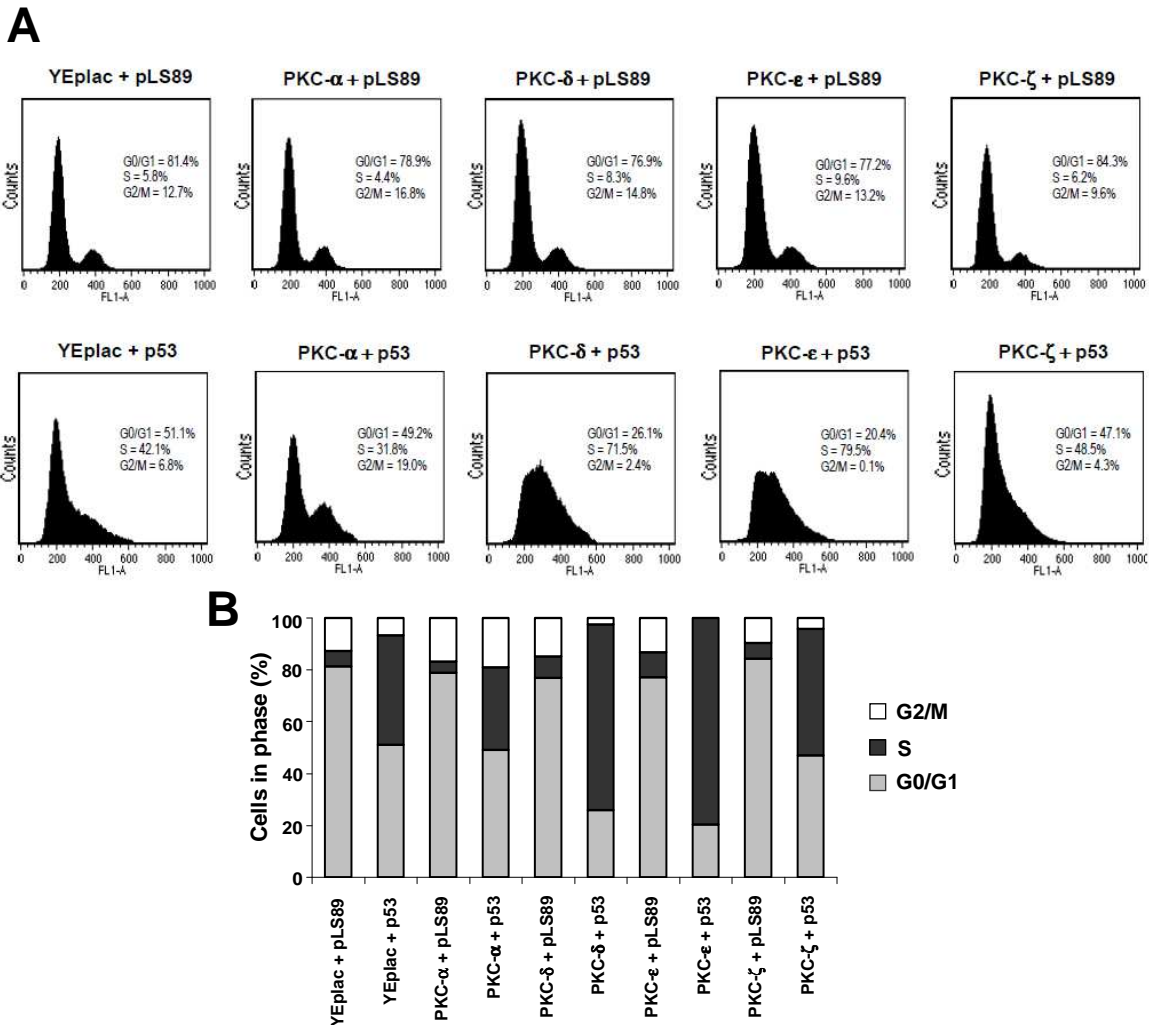 A
YEplac + pLS89
PKC-α + pLS89
PKC-δ + pLS89
PKC-ε + pLS89
PKC-ζ + pLS89
Counts
G0/G1 = 81.4%
S = 5.8%
G2/M = 12.7%
0 200 400 600 800 1000
FL1-A
Counts
G0/G1 = 78.9%
S = 4.4%
G2/M = 16.8%
0 200 400 600 800 1000
FL1-A
Counts
G0/G1 = 76.9%
S = 8.3%
G2/M = 14.8%
0 200 400 600 800 1000
FL1-A
Counts
G0/G1 = 77.2%
S = 9.6%
G2/M = 13.2%
0 200 400 600 800 1000
FL1-A
Counts
G0/G1 = 84.3%
S = 6.2%
G2/M = 9.6%
0 200 400 600 800 1000
FL1-A
YEplac + p53
PKC-α + p53
PKC-δ + p53
PKC-ε + p53
PKC-ζ + p53
Counts
G0/G1 = 51.1%
S = 42.1%
G2/M = 6.8%
0 200 400 600 800 1000
FL1-A
Counts
G0/G1 = 49.2%
S = 31.8%
G2/M = 19.0%
0 200 400 600 800 1000
FL1-A
Counts
G0/G1 = 26.1%
S = 71.5%
G2/M = 2.4%
0 200 400 600 800 1000
FL1-A
Counts
G0/G1 = 20.4%
S = 79.5%
G2/M = 0.1%
0 200 400 600 800 1000
FL1-A
Counts
G0/G1 = 47.1%
S = 48.5%
G2/M = 4.3%
0 200 400 600 800 1000
FL1-A
B
Cells in phase (%)
100
80
60
40
20
0
G2/M
S
G0/G1
YEplac + pLS89
YEplac + p53
PKC-α + pLS89
PKC-α + p53
PKC-δ + pLS89
PKC-δ + p53
PKC-ε + pLS89
PKC-ε + p53
PKC-ζ + pLS89
PKC-ζ + p53